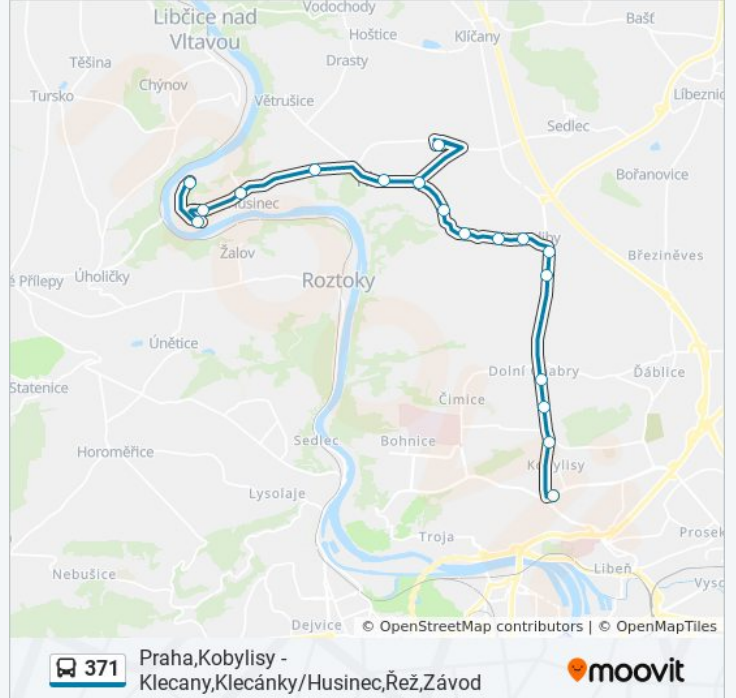 Vodochody
Libčice nad
Vltavou
Bašť
Hoštice
Klíčany
Drasty
Těšina
Chýnov
Tursko
Větrušice
Sedlec
Bořanovice
Husinec
Žalov
Roztoky
Březiněves
é Přílepy
Úholičky
Únětice
Statenice
Dolní Chabry
Ďáblice
Čimice
Sedlec
Bohnice
Horoměřice
Kobylisy
Lysolaje
Troja
Prosek
Nebušice
Libeň
Dejvice
© OpenStreetMap contributors | © OpenMapTiles
371
Praha,Kobylisy -
Klecany,Klecánky/Husinec,Řež,Závod
moovit